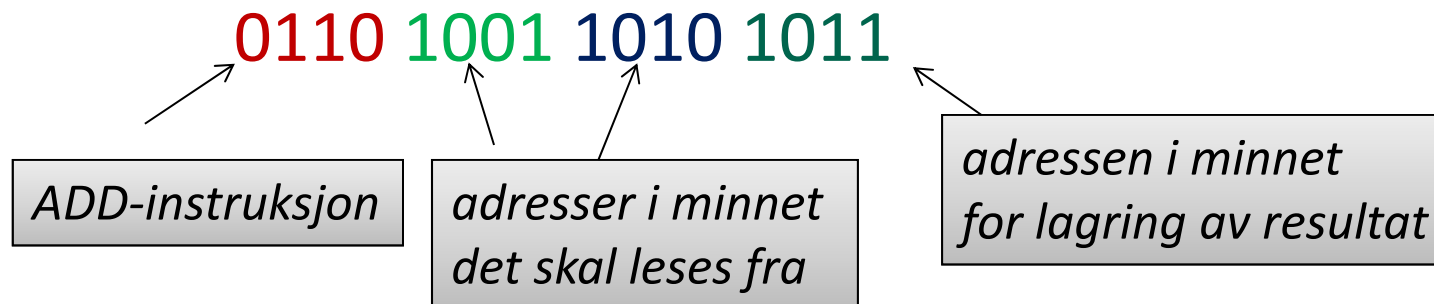 0110 1001 1010 1011
ADD-instruksjon
adresser i minnet
det skal leses fra
adressen i minnet
for lagring av resultat